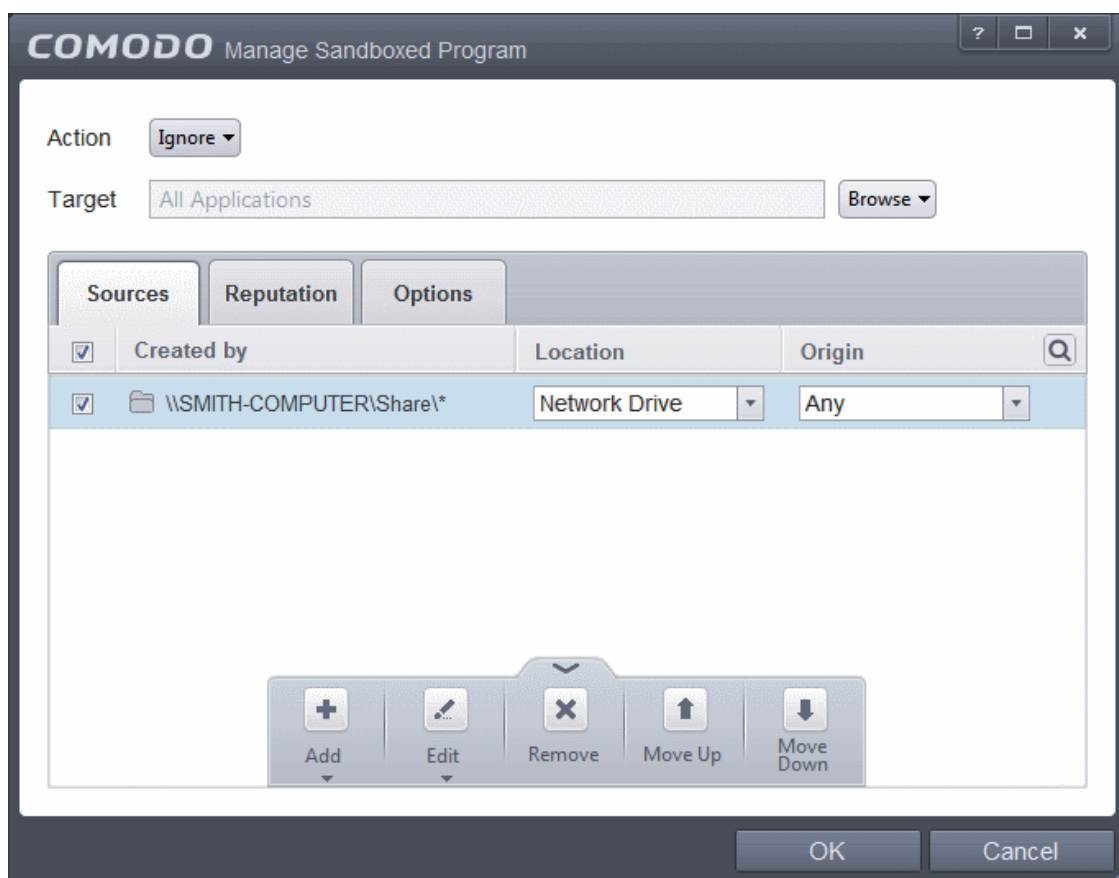 COMODO Manage Sandboxed Program
?
Action Ignore
Target All Applications Browse
Sources Reputation Options
Created by Location Origin
\\SMITH-COMPUTER\Share\* Network Drive Any
Add Edit Remove Move Up Move Down
OK Cancel